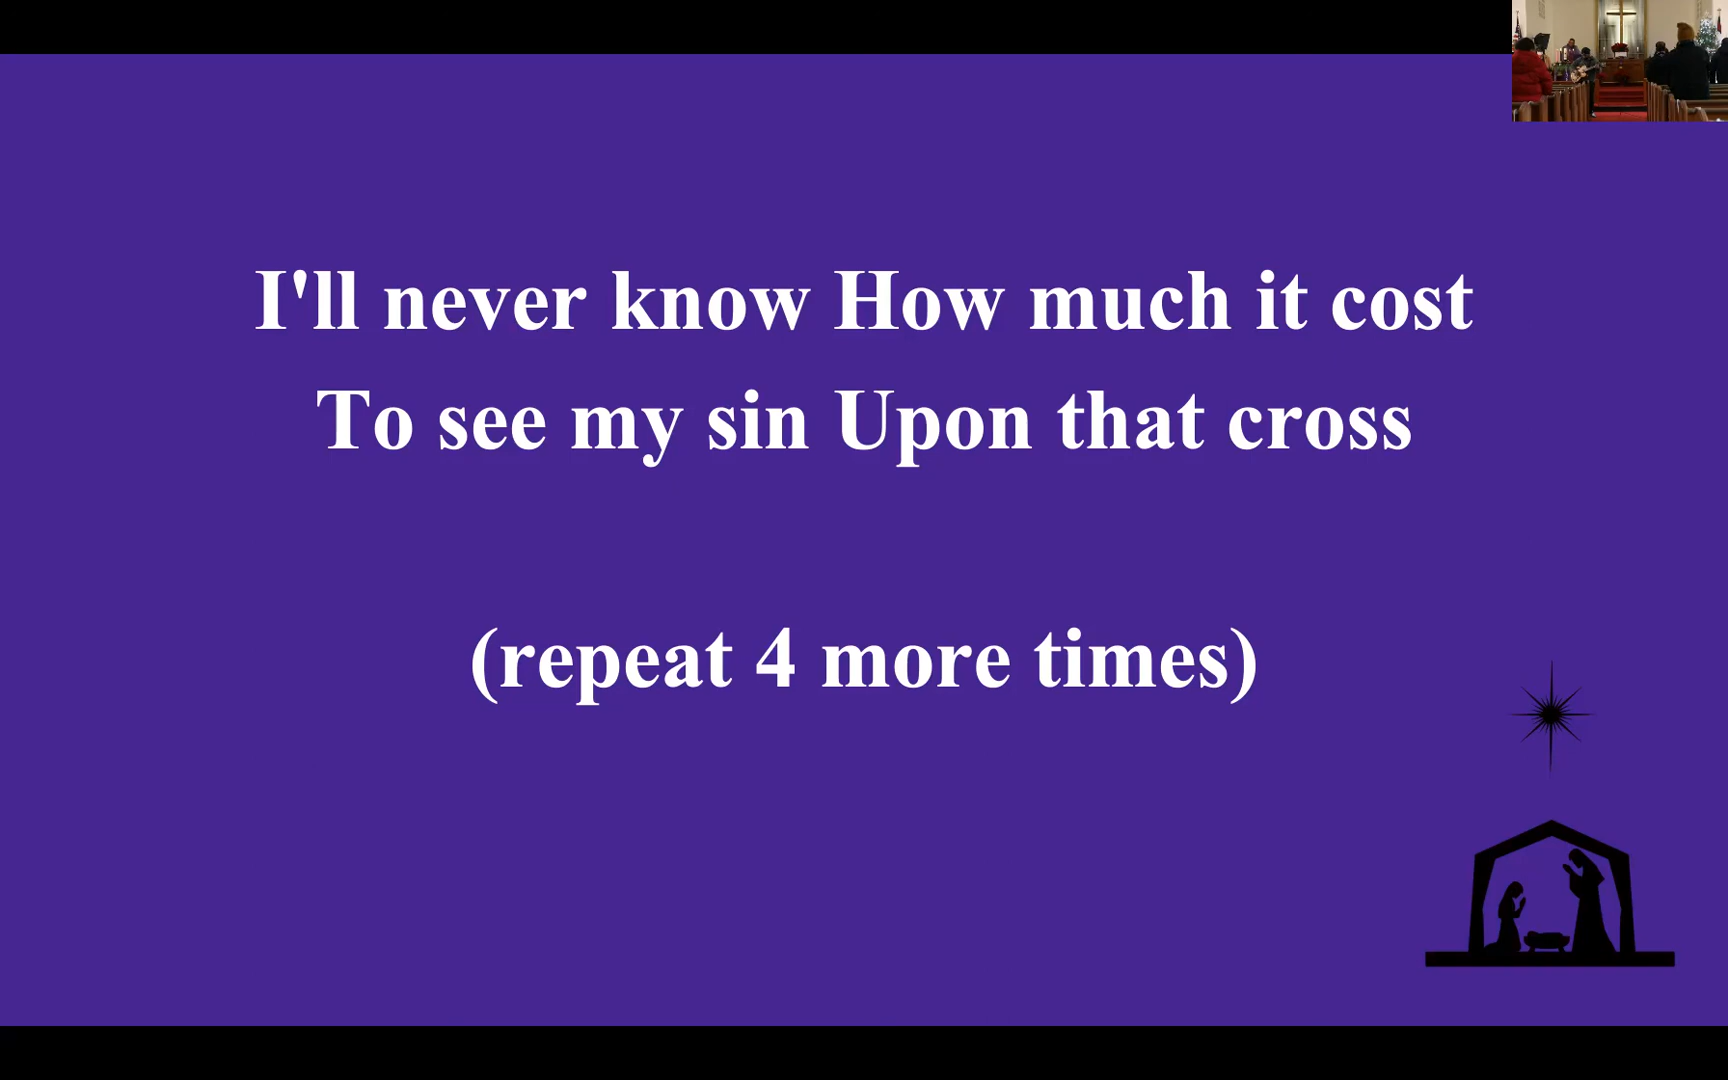 I'll never know How much it cost
To see my sin Upon that cross
(repeat 4 more times)